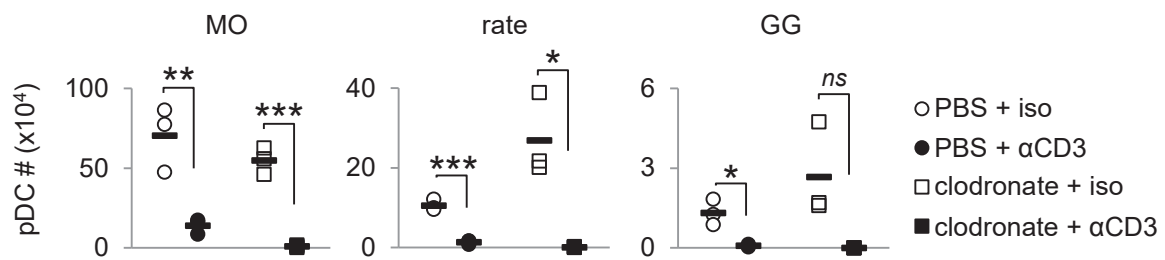 MO
rate
GG
pDC # (x10⁴)
100
50
0
**
***
40
20
0
***
*
6
3
0
*
ns
PBS + iso
PBS + αCD3
clodronate + iso
clodronate + αCD3